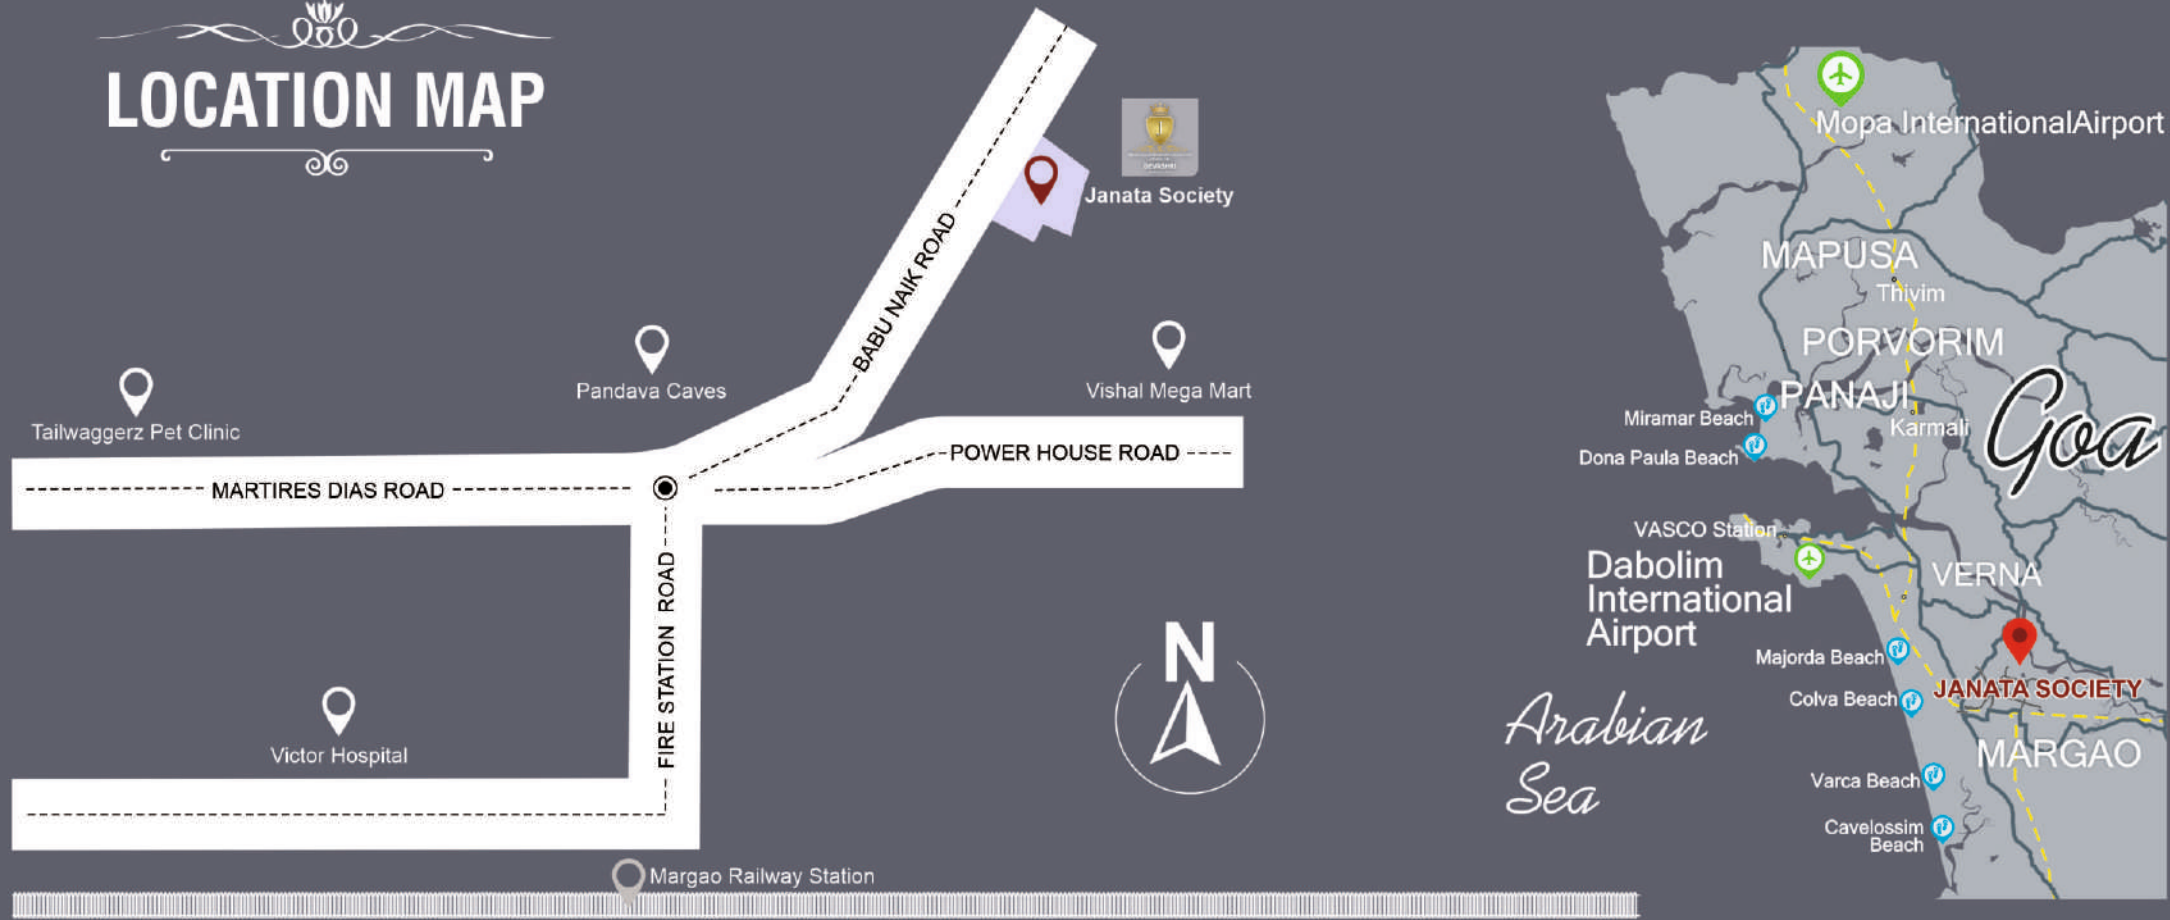 LOCATION MAP
DEVASHRI
Janata Society
BABU NAIK ROAD
Pandava Caves
Vishal Mega Mart
Tailwaggerz Pet Clinic
POWER HOUSE ROAD
MARTIRES DIAS ROAD
FIRE STATION ROAD
Victor Hospital
N
Margao Railway Station
Mopa InternationalAirport
MAPUSA
Thivim
PORVORIM
PANAJI
Miramar Beach
Karmali
Goa
Dona Paula Beach
VASCO Station
Dabolim
International
Airport
VERNA
Majorda Beach
JANATA SOCIETY
Colva Beach
Arabian
Sea
MARGAO
Varca Beach
Cavelossim
Beach